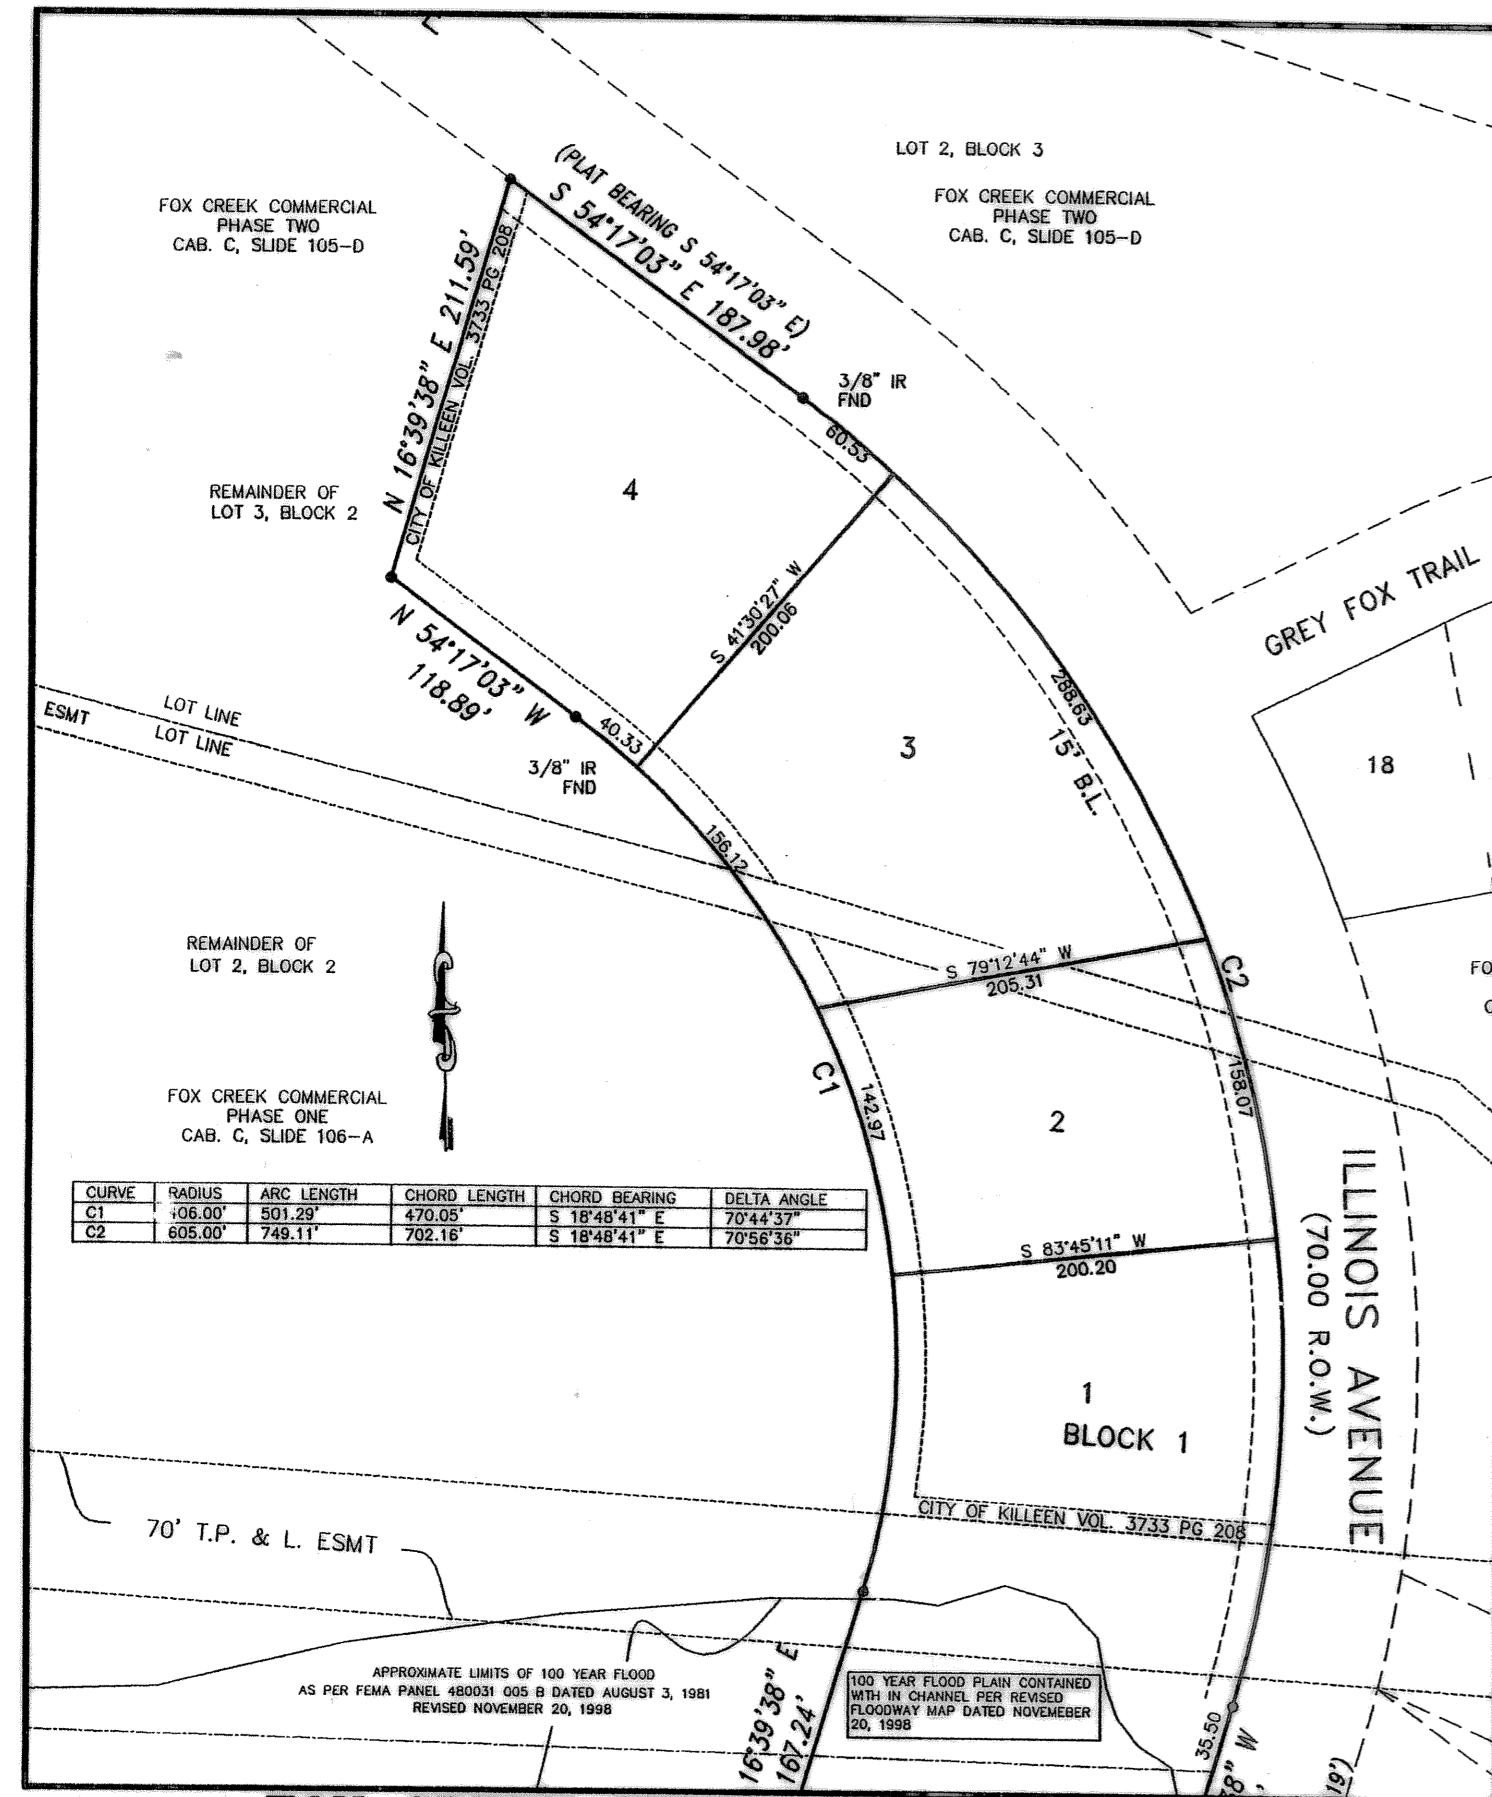 LOT 2, BLOCK 3
FOX CREEK COMMERCIAL
PHASE TWO
CAB. C, SLIDE 105-D
FOX CREEK COMMERCIAL
PHASE TWO
CAB. C, SLIDE 105-D
(PLAT BEARING S 54°17'03" E)
S 54°17'03" E 187.98'
N 16°39'38" E 211.59'
CITY OF KILLEEN VOL. 3733 PG 208
3/8" IR
FND
60.53
4
REMAINDER OF
LOT 3, BLOCK 2
S 41°30'27" W
200.06
GREY FOX TRAIL
N 54°17'03" W
118.89'
40.33
3/8" IR
FND
LOT LINE
ESMT
LOT LINE
288.63
15' B.L.
3
18
156.12
REMAINDER OF
LOT 2, BLOCK 2
S 79°12'44" W
205.31
C2
FO
C1
142.97
158.07
2
FOX CREEK COMMERCIAL
PHASE ONE
CAB. C, SLIDE 106-A
CURVE RADIUS ARC LENGTH CHORD LENGTH CHORD BEARING DELTA ANGLE
C1 06.00' 501.29' 470.05' S 18°48'41" E 70°44'37"
C2 605.00' 749.11' 702.16' S 18°48'41" E 70°56'36"
S 83°45'11" W
200.20
ILLINOIS AVENUE
(70.00 R.O.W.)
1
BLOCK 1
CITY OF KILLEEN VOL. 3733 PG 208
70' T.P. & L. ESMT
APPROXIMATE LIMITS OF 100 YEAR FLOOD
AS PER FEMA PANEL 480031 005 B DATED AUGUST 3, 1981
REVISED NOVEMBER 20, 1998
100 YEAR FLOOD PLAIN CONTAINED
WITH IN CHANNEL PER REVISED
FLOODWAY MAP DATED NOVEMEBER
20, 1998
16°39'38" E
167.24'
35.50
38" W
19')